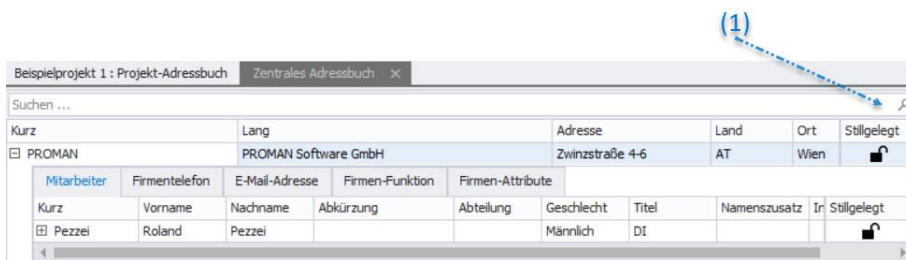 (1)
Beispielprojekt 1 : Projekt-Adressbuch Zentrales Adressbuch
Suchen ...
Kurz Lang Adresse Land Ort Stillgelegt
PROMAN PROMAN Software GmbH Zwinzstraße 4-6 AT Wien
Mitarbeiter Firmentelefon E-Mail-Adresse Firmen-Funktion Firmen-Attribute
Kurz Vorname Nachname Abkürzung Abteilung Geschlecht Titel Namenszusatz Ir Stillgelegt
Pezzei Roland Pezzei Männlich DI